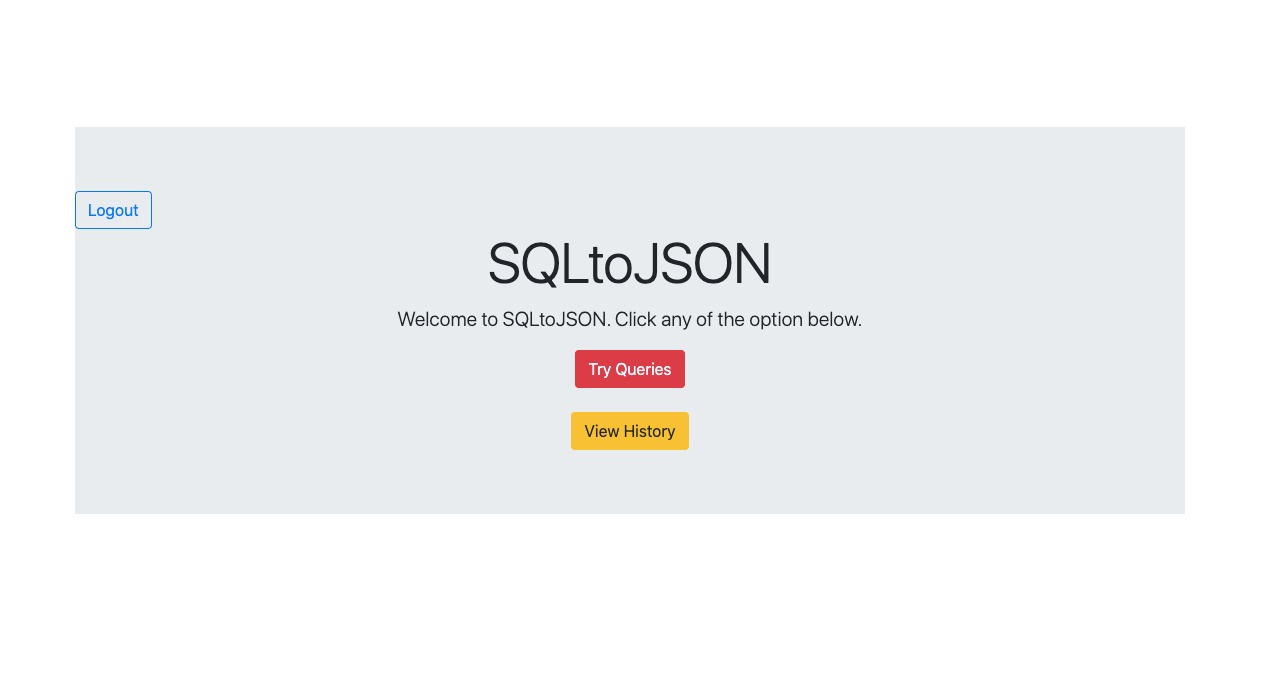 Logout
SQLtoJSON
Welcome to SQLtoJSON. Click any of the option below.
Try Queries
View History